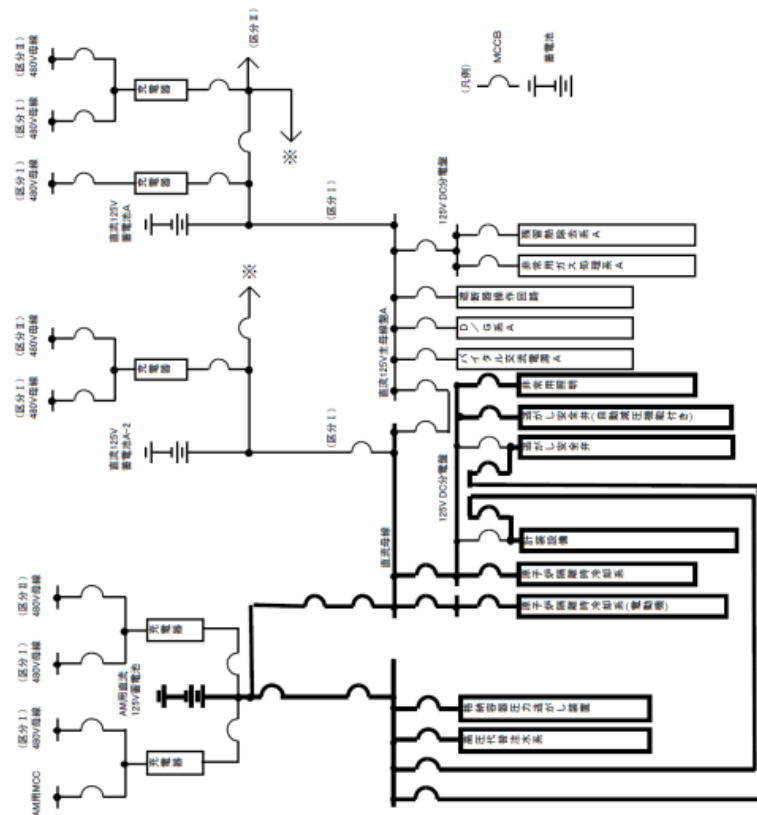 (区分Ⅱ)
480V母線
(区分Ⅰ)
480V母線
充電器
(区分Ⅰ)
480V母線
充電器
(区分Ⅱ)
※
直流125V
蓄電池A
(区分Ⅰ)
(凡例)
MCCB
蓄電池
125V DC分電盤
残留熱除去系 A
非常用ガス処理系 A
遮断器操作回路
D/G系 A
バイタル交流電源 A
直流125V主母線盤A
(区分Ⅱ)
480V母線
(区分Ⅰ)
480V母線
充電器
※
直流125V
蓄電池A-2
(区分Ⅰ)
非常用照明
逃がし安全弁(自動減圧機能付き)
逃がし安全弁
125V DC分電盤
計装設備
直流母線
原子炉隔離時冷却系
原子炉隔離時冷却系(電動機)
(区分Ⅱ)
480V母線
(区分Ⅰ)
480V母線
充電器
AM用直流
125V蓄電池
(区分Ⅰ)
480V母線
AM用MCC
充電器
格納容器圧力逃がし装置
高圧代替注水系